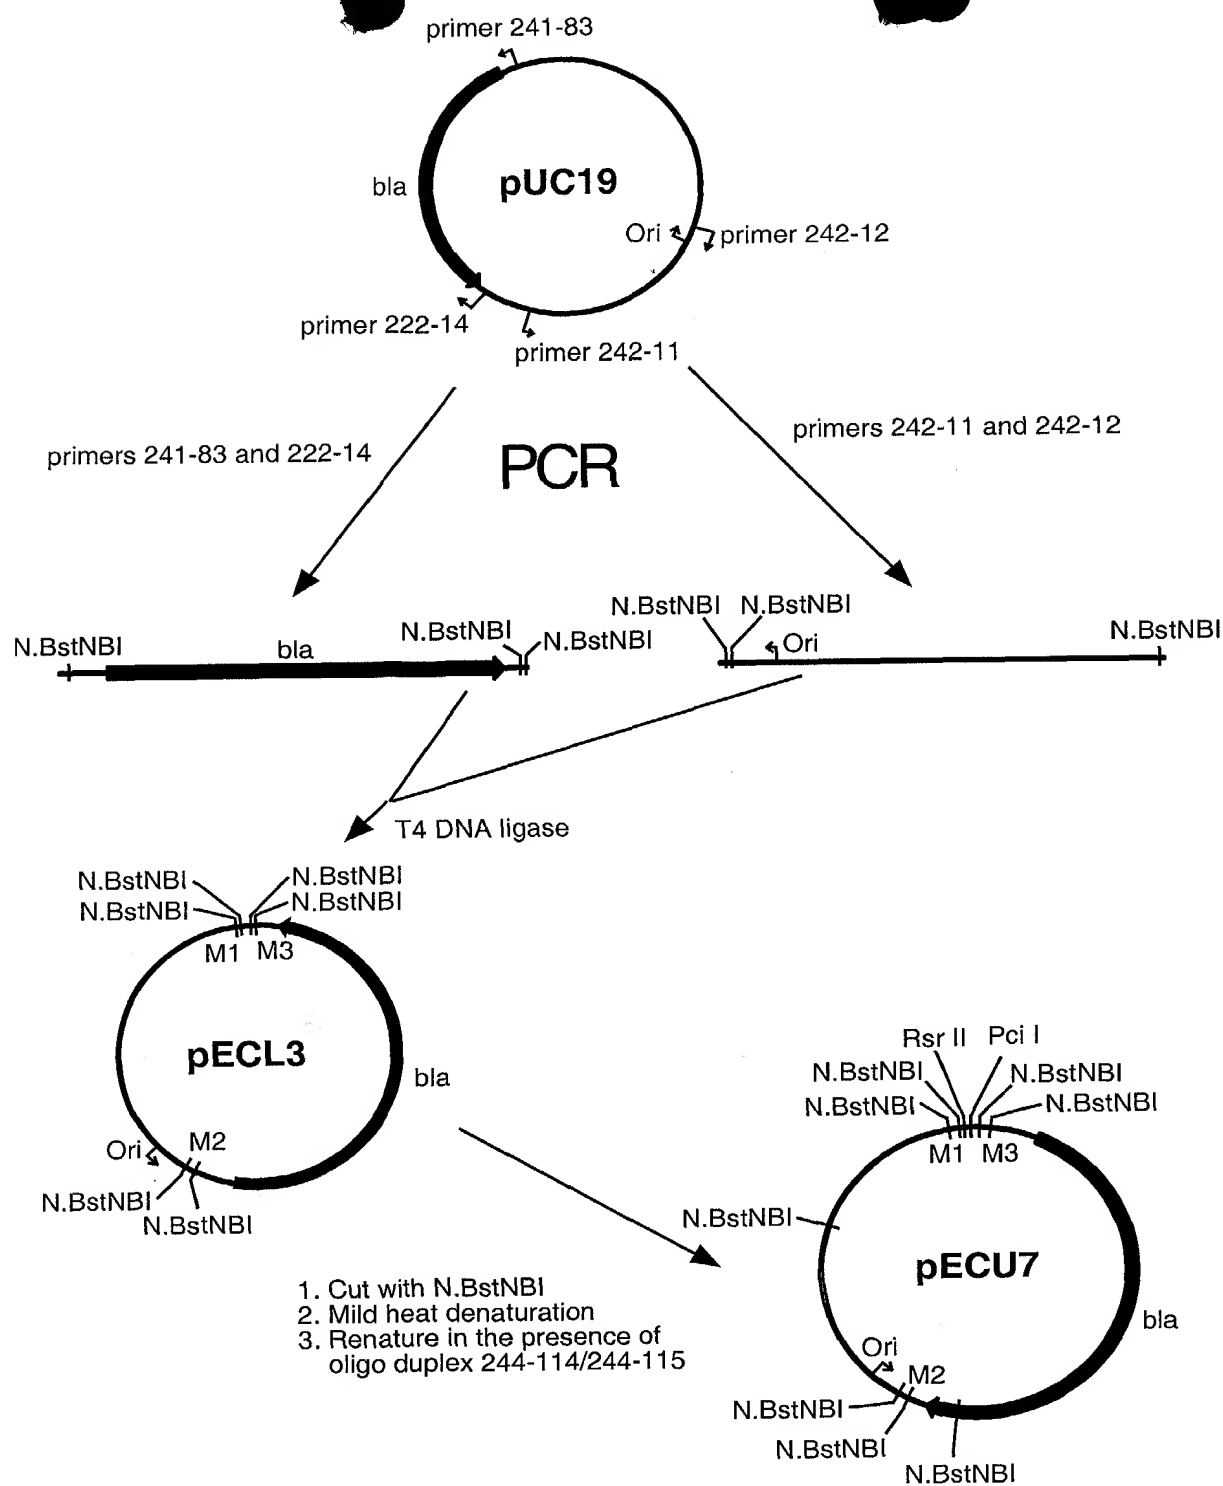 primer 241-83
bla
pUC19
Ori
primer 242-12
primer 222-14
primer 242-11
primers 241-83 and 222-14
PCR
primers 242-11 and 242-12
N.BstNBI
bla
N.BstNBI
N.BstNBI
N.BstNBI
N.BstNBI
Ori
N.BstNBI
T4 DNA ligase
N.BstNBI
N.BstNBI
N.BstNBI
N.BstNBI
M1 M3
pECL3
bla
Ori
M2
N.BstNBI
N.BstNBI
1. Cut with N.BstNBI
2. Mild heat denaturation
3. Renature in the presence of
oligo duplex 244-114/244-115
Rsr II Pci I
N.BstNBI
N.BstNBI
N.BstNBI
N.BstNBI
M1 M3
N.BstNBI
pECU7
bla
Ori
M2
N.BstNBI
N.BstNBI
N.BstNBI